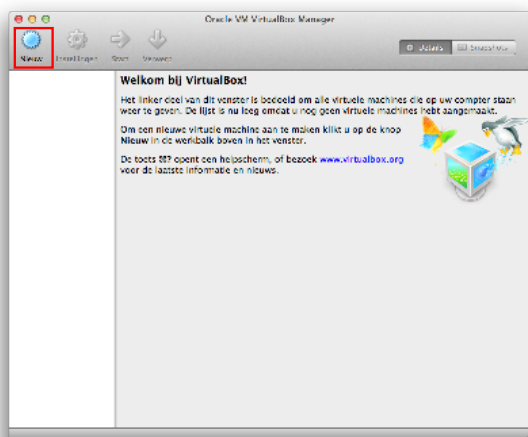 Oracle VM VirtualBox Manager
Nieuw Instellingen Start Verwerp
Details Snapshots
Welkom bij VirtualBox!
Het linker deel van dit venster is bedoeld om alle virtuele machines die op uw compter staan
weer te geven. De lijst is nu leeg omdat u nog geen virtuele machines hebt aangemaakt.
Om een nieuwe virtuele machine aan te maken klikt u op de knop
Nieuw in de werkbalk boven in het venster.
De toets ⌘? opent een helpscherm, of bezoek www.virtualbox.org
voor de laatste informatie en nieuws.